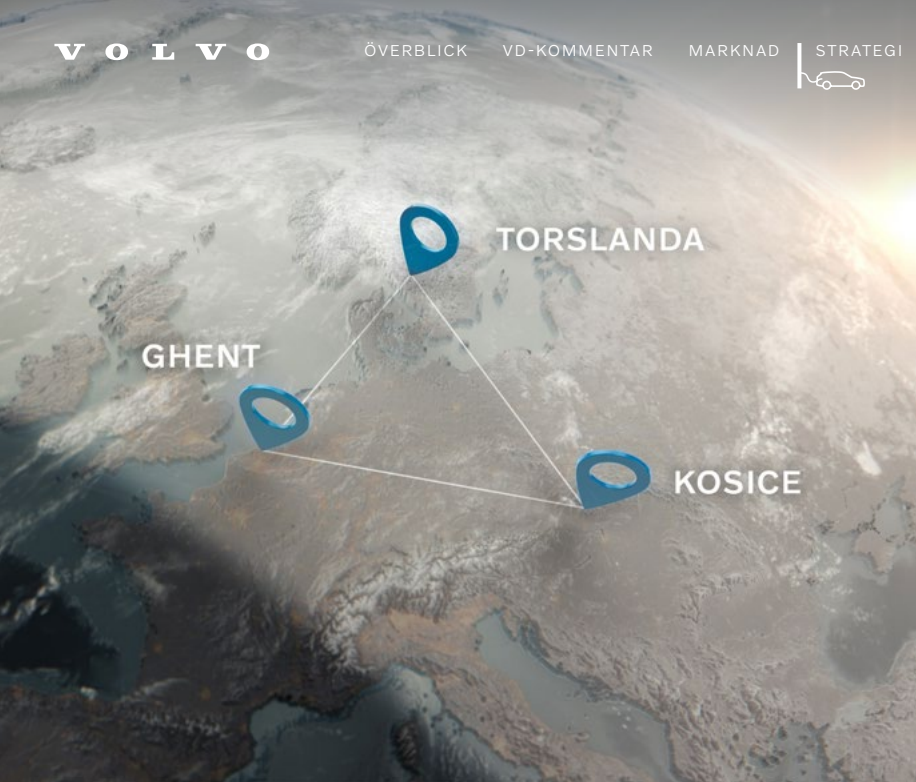 VOLVO
ÖVERBLICK VD-KOMMENTAR MARKNAD STRATEGI
TORSLANDA
GHENT
KOSICE